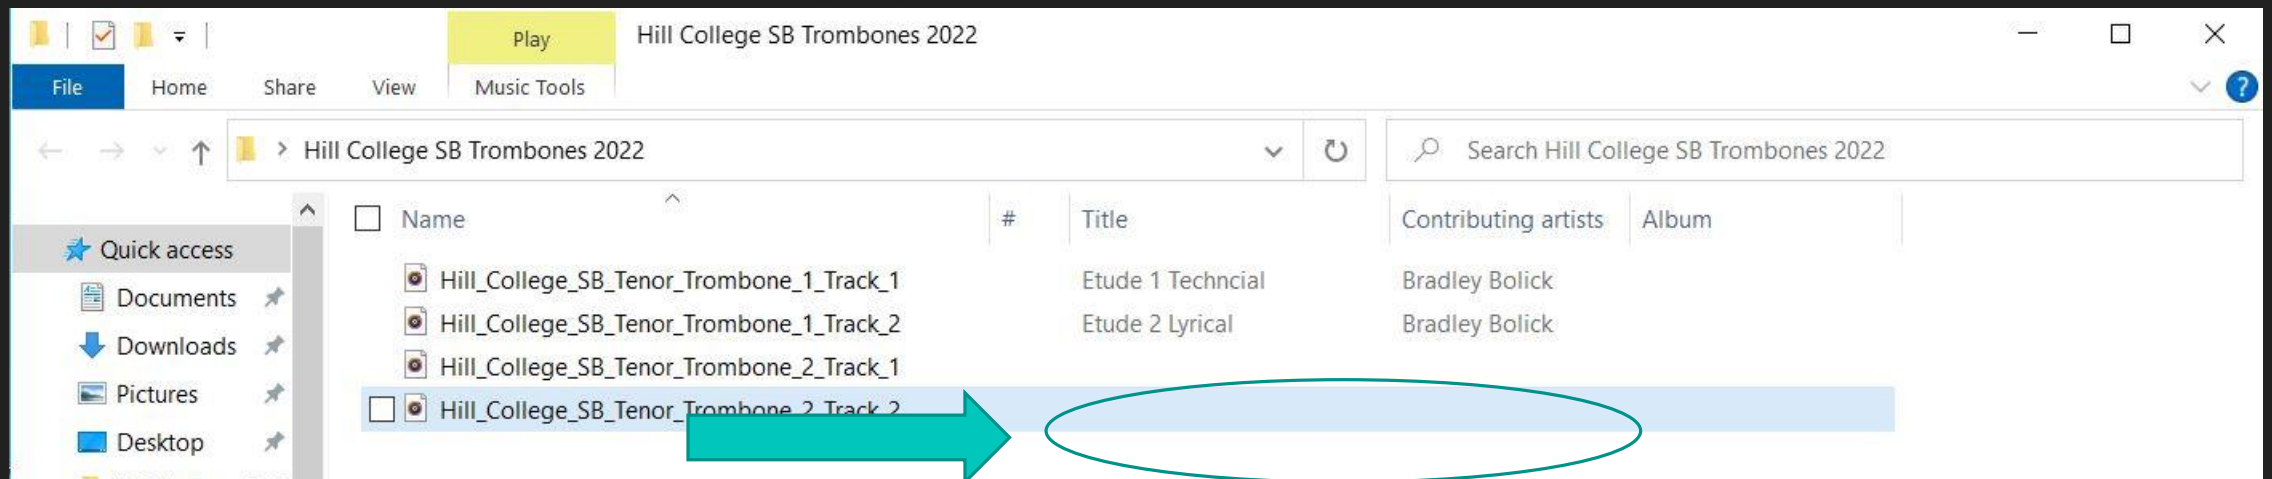 Play Hill College SB Trombones 2022
File Home Share View Music Tools ?
Hill College SB Trombones 2022 Search Hill College SB Trombones 2022
Name # Title Contributing artists Album
Quick access
Hill_College_SB_Tenor_Trombone_1_Track_1 Etude 1 Techncial Bradley Bolick
Documents
Hill_College_SB_Tenor_Trombone_1_Track_2 Etude 2 Lyrical Bradley Bolick
Downloads
Hill_College_SB_Tenor_Trombone_2_Track_1
Pictures
Hill_College_SB_Tenor_Trombone_2_Track_2
Desktop